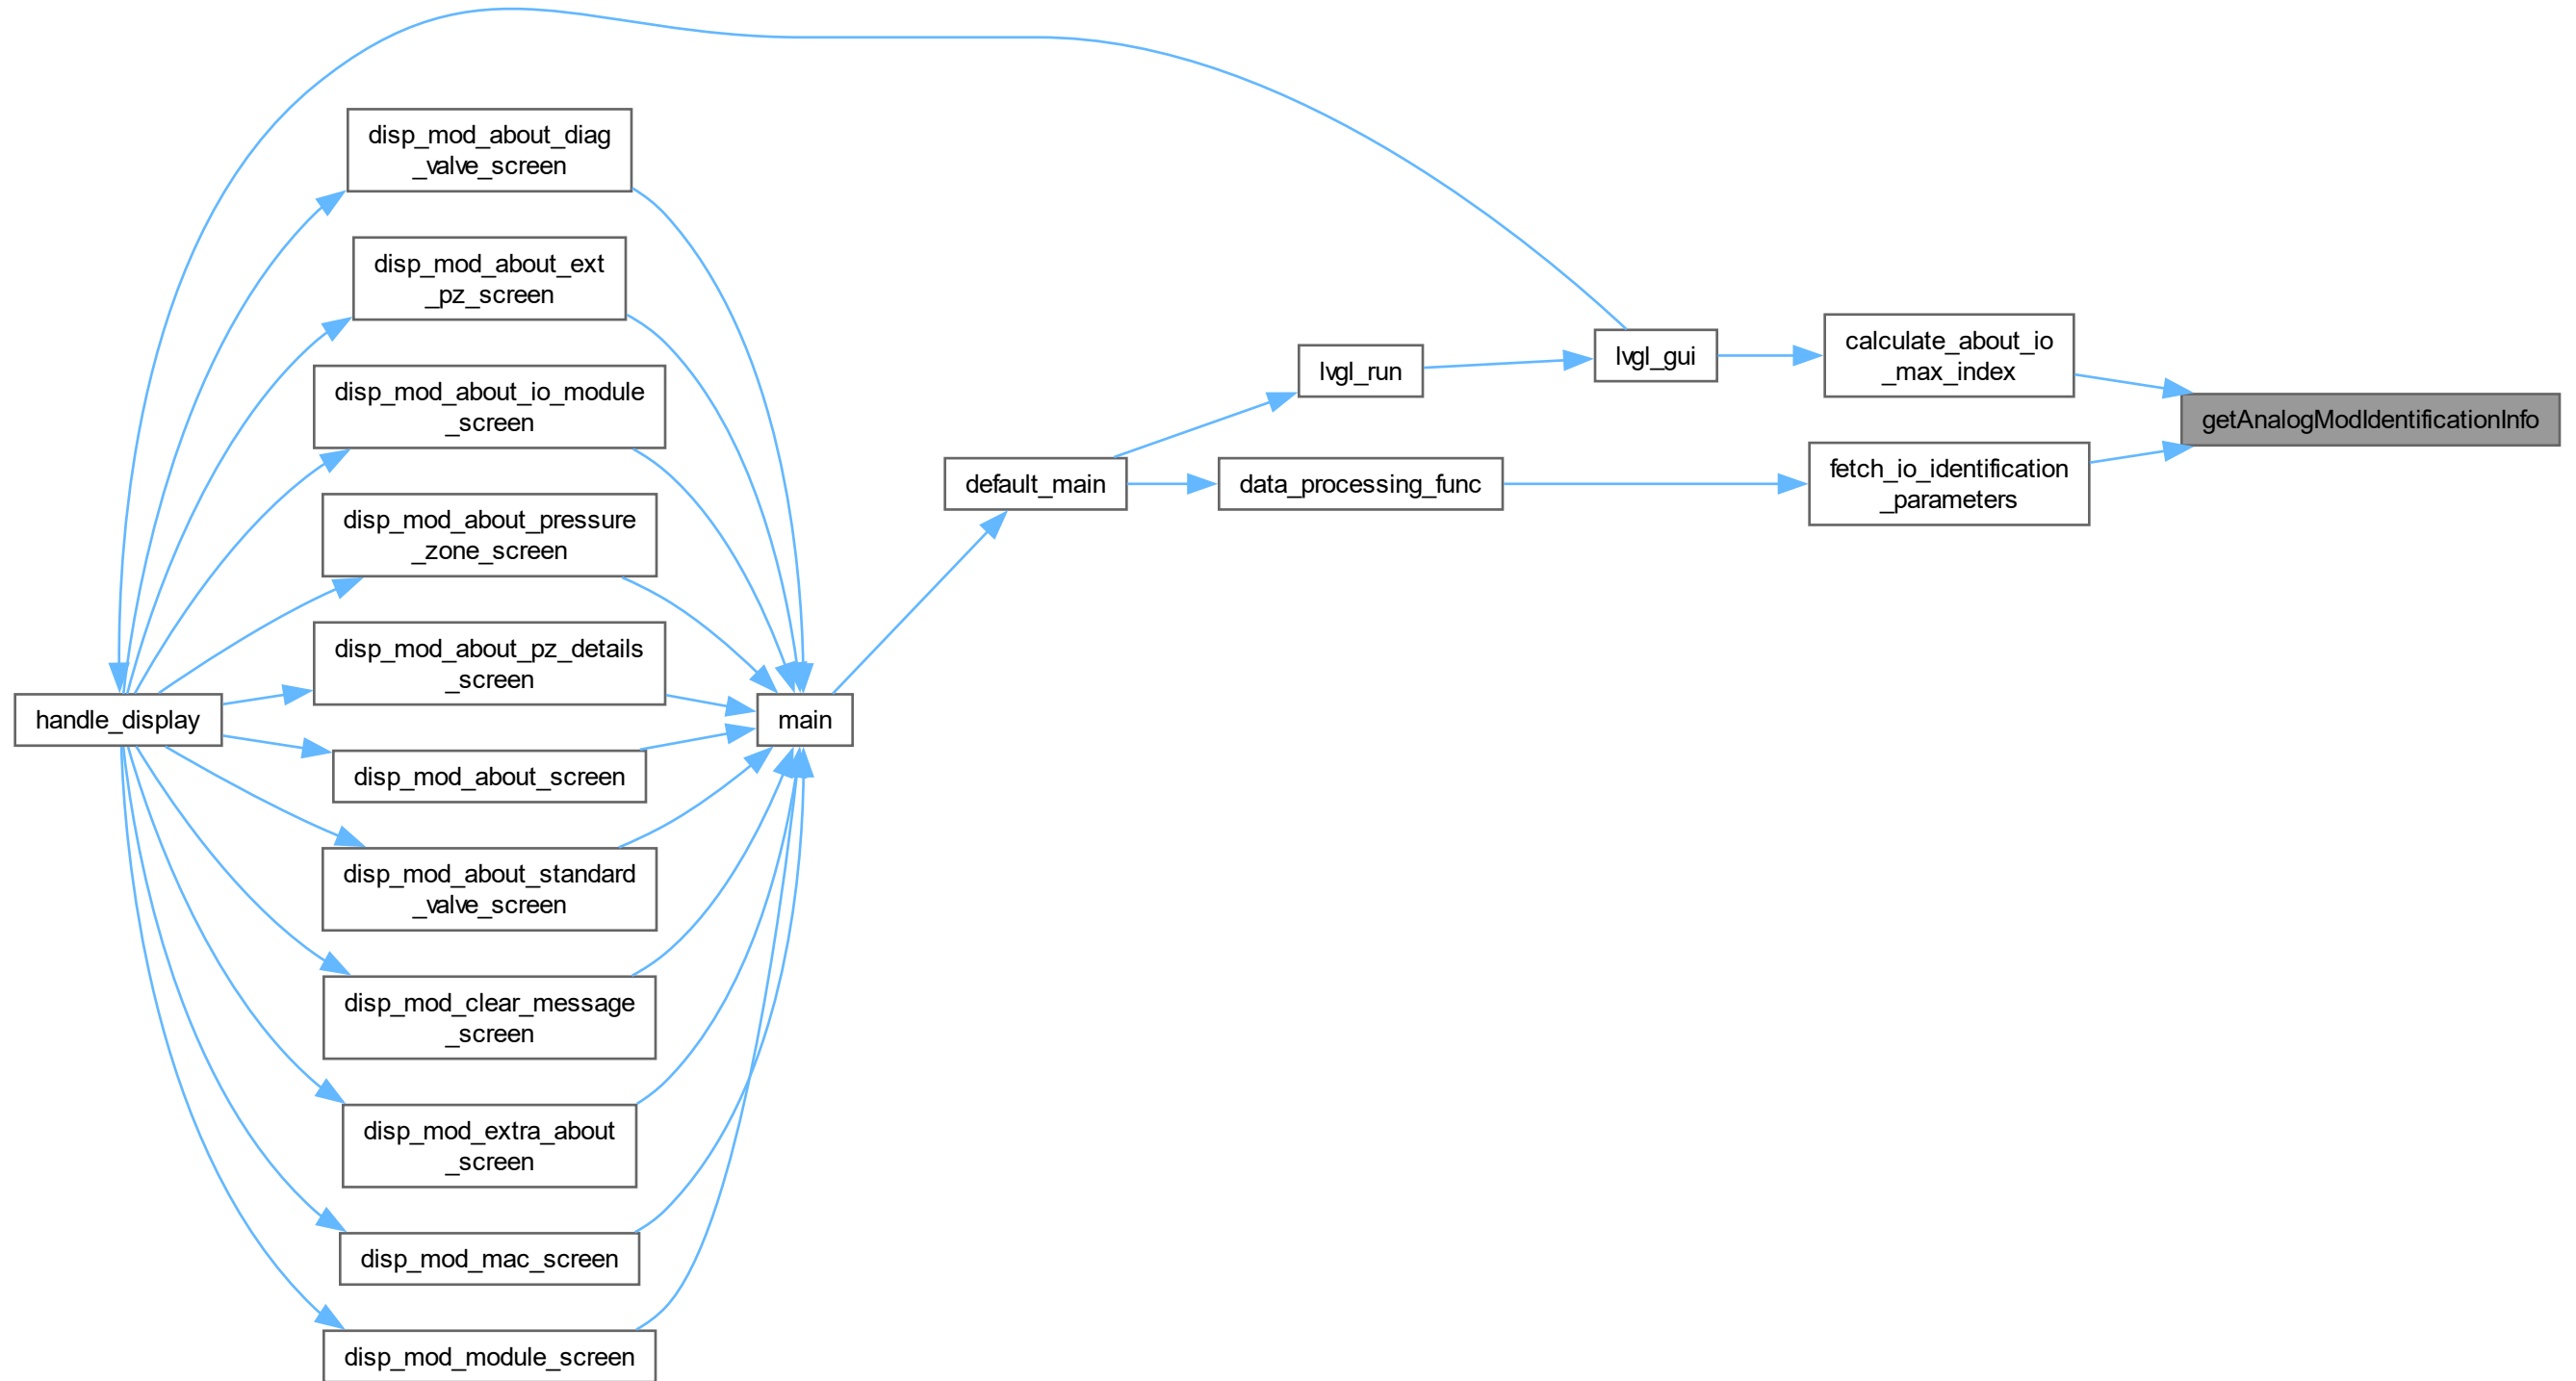 disp_mod_about_diag
_valve_screen
disp_mod_about_ext
_pz_screen
disp_mod_about_io_module
_screen
disp_mod_about_pressure
_zone_screen
disp_mod_about_pz_details
_screen
handle_display
disp_mod_about_screen
disp_mod_about_standard
_valve_screen
disp_mod_clear_message
_screen
disp_mod_extra_about
_screen
disp_mod_mac_screen
disp_mod_module_screen
main
default_main
lvgl_run
data_processing_func
lvgl_gui
calculate_about_io
_max_index
fetch_io_identification
_parameters
getAnalogModIdentificationInfo